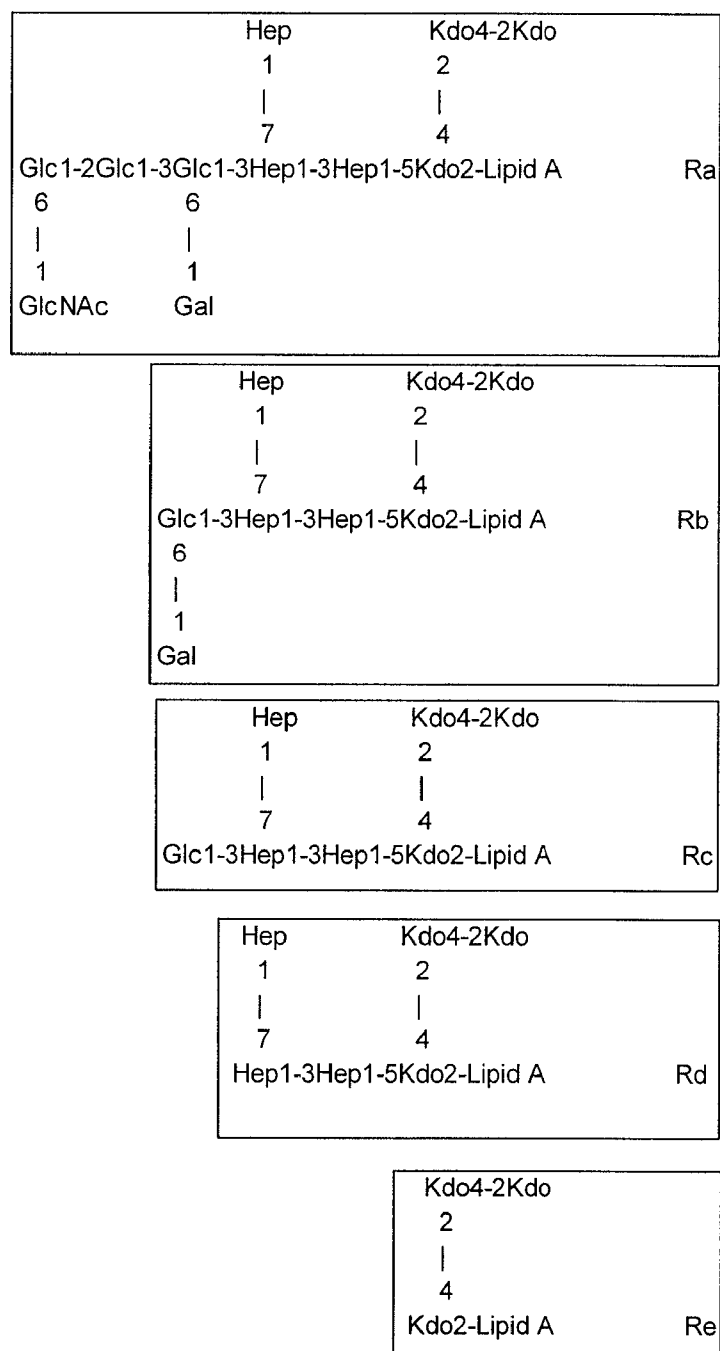 Hep Kdo4-2Kdo
1 2
| |
7 4
Glc1-2Glc1-3Glc1-3Hep1-3Hep1-5Kdo2-Lipid A Ra
6 6
| |
1 1
GlcNAc Gal
Hep Kdo4-2Kdo
1 2
| |
7 4
Glc1-3Hep1-3Hep1-5Kdo2-Lipid A Rb
6
|
1
Gal
Hep Kdo4-2Kdo
1 2
| |
7 4
Glc1-3Hep1-3Hep1-5Kdo2-Lipid A Rc
Hep Kdo4-2Kdo
1 2
| |
7 4
Hep1-3Hep1-5Kdo2-Lipid A Rd
Kdo4-2Kdo
2
|
4
Kdo2-Lipid A Re